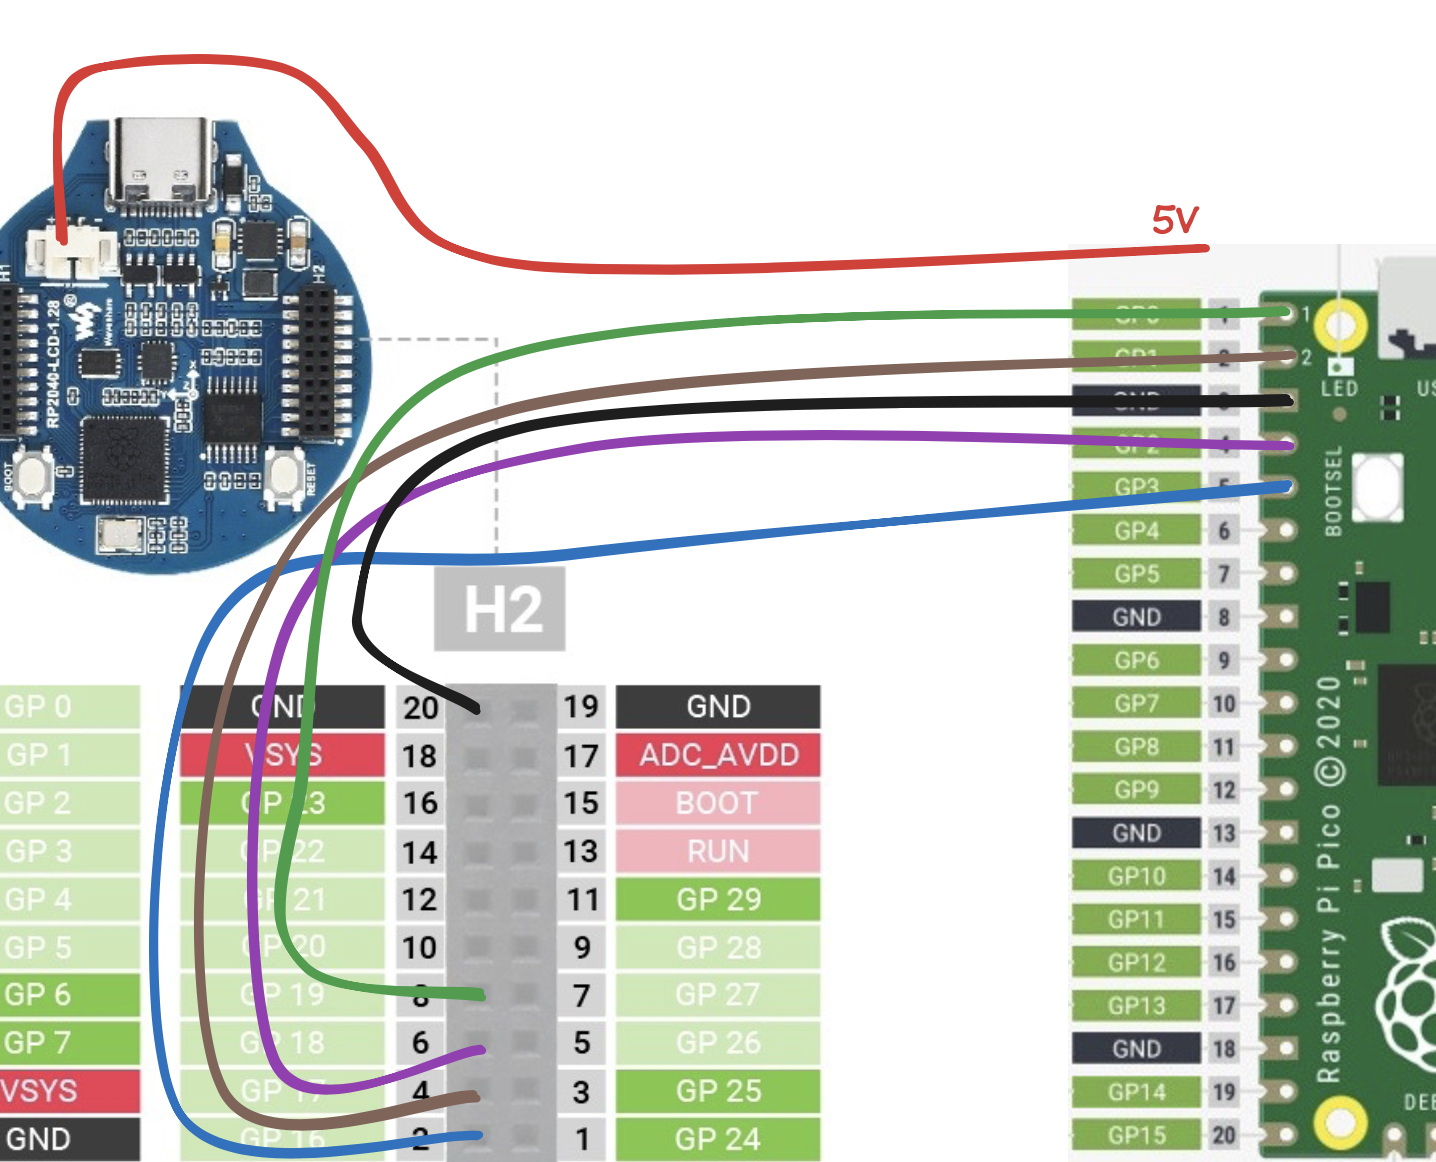 5V
H1
H2
RP2040-LCD-1.28
Waveshare
X
BOOT
RESET
H2
GP 0
GP 1
GP 2
GP 3
GP 4
GP 5
GP 6
GP 7
VSYS
GND
GND 20 19 GND
VSYS 18 17 ADC_AVDD
GP 23 16 15 BOOT
GP 22 14 13 RUN
GP 21 12 11 GP 29
GP 20 10 9 GP 28
GP 19 8 7 GP 27
GP 18 6 5 GP 26
GP 17 4 3 GP 25
GP 16 2 1 GP 24
GP0 1 1
GP1 2 2
GND 3
GP2 4
GP3 5
GP4 6
GP5 7
GND 8
GP6 9
GP7 10
GP8 11
GP9 12
GND 13
GP10 14
GP11 15
GP12 16
GP13 17
GND 18
GP14 19
GP15 20
LED
BOOTSEL
Raspberry Pi Pico ©2020